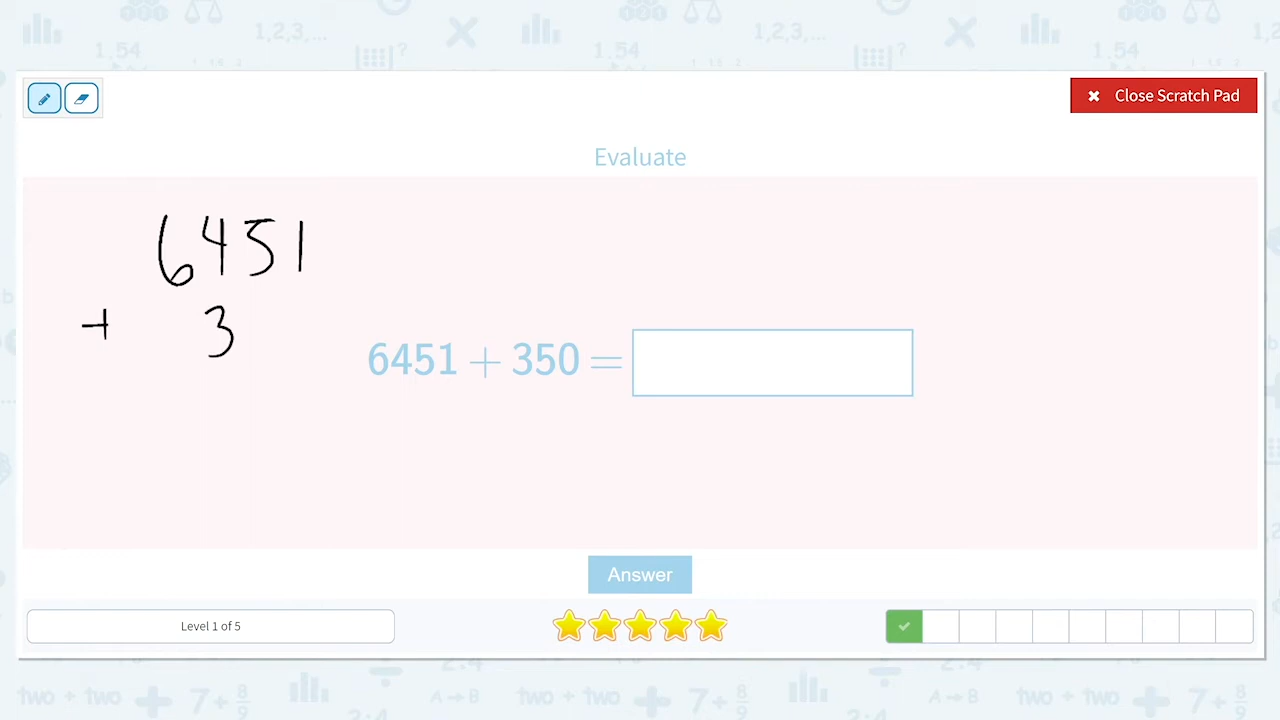 Close Scratch Pad
Evaluate
6451
+ 3
6451 + 350 =
Answer
Level 1 of 5